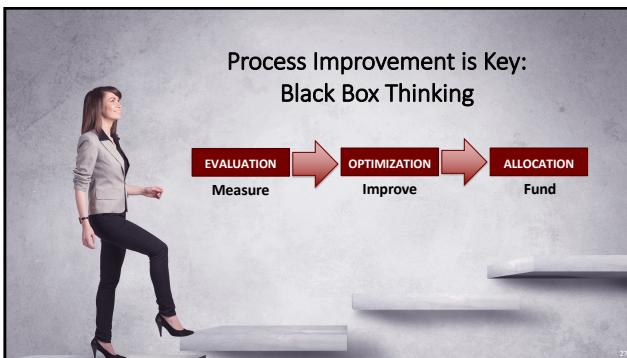 Process Improvement is Key:
Black Box Thinking
EVALUATION OPTIMIZATION ALLOCATION
Measure Improve Fund